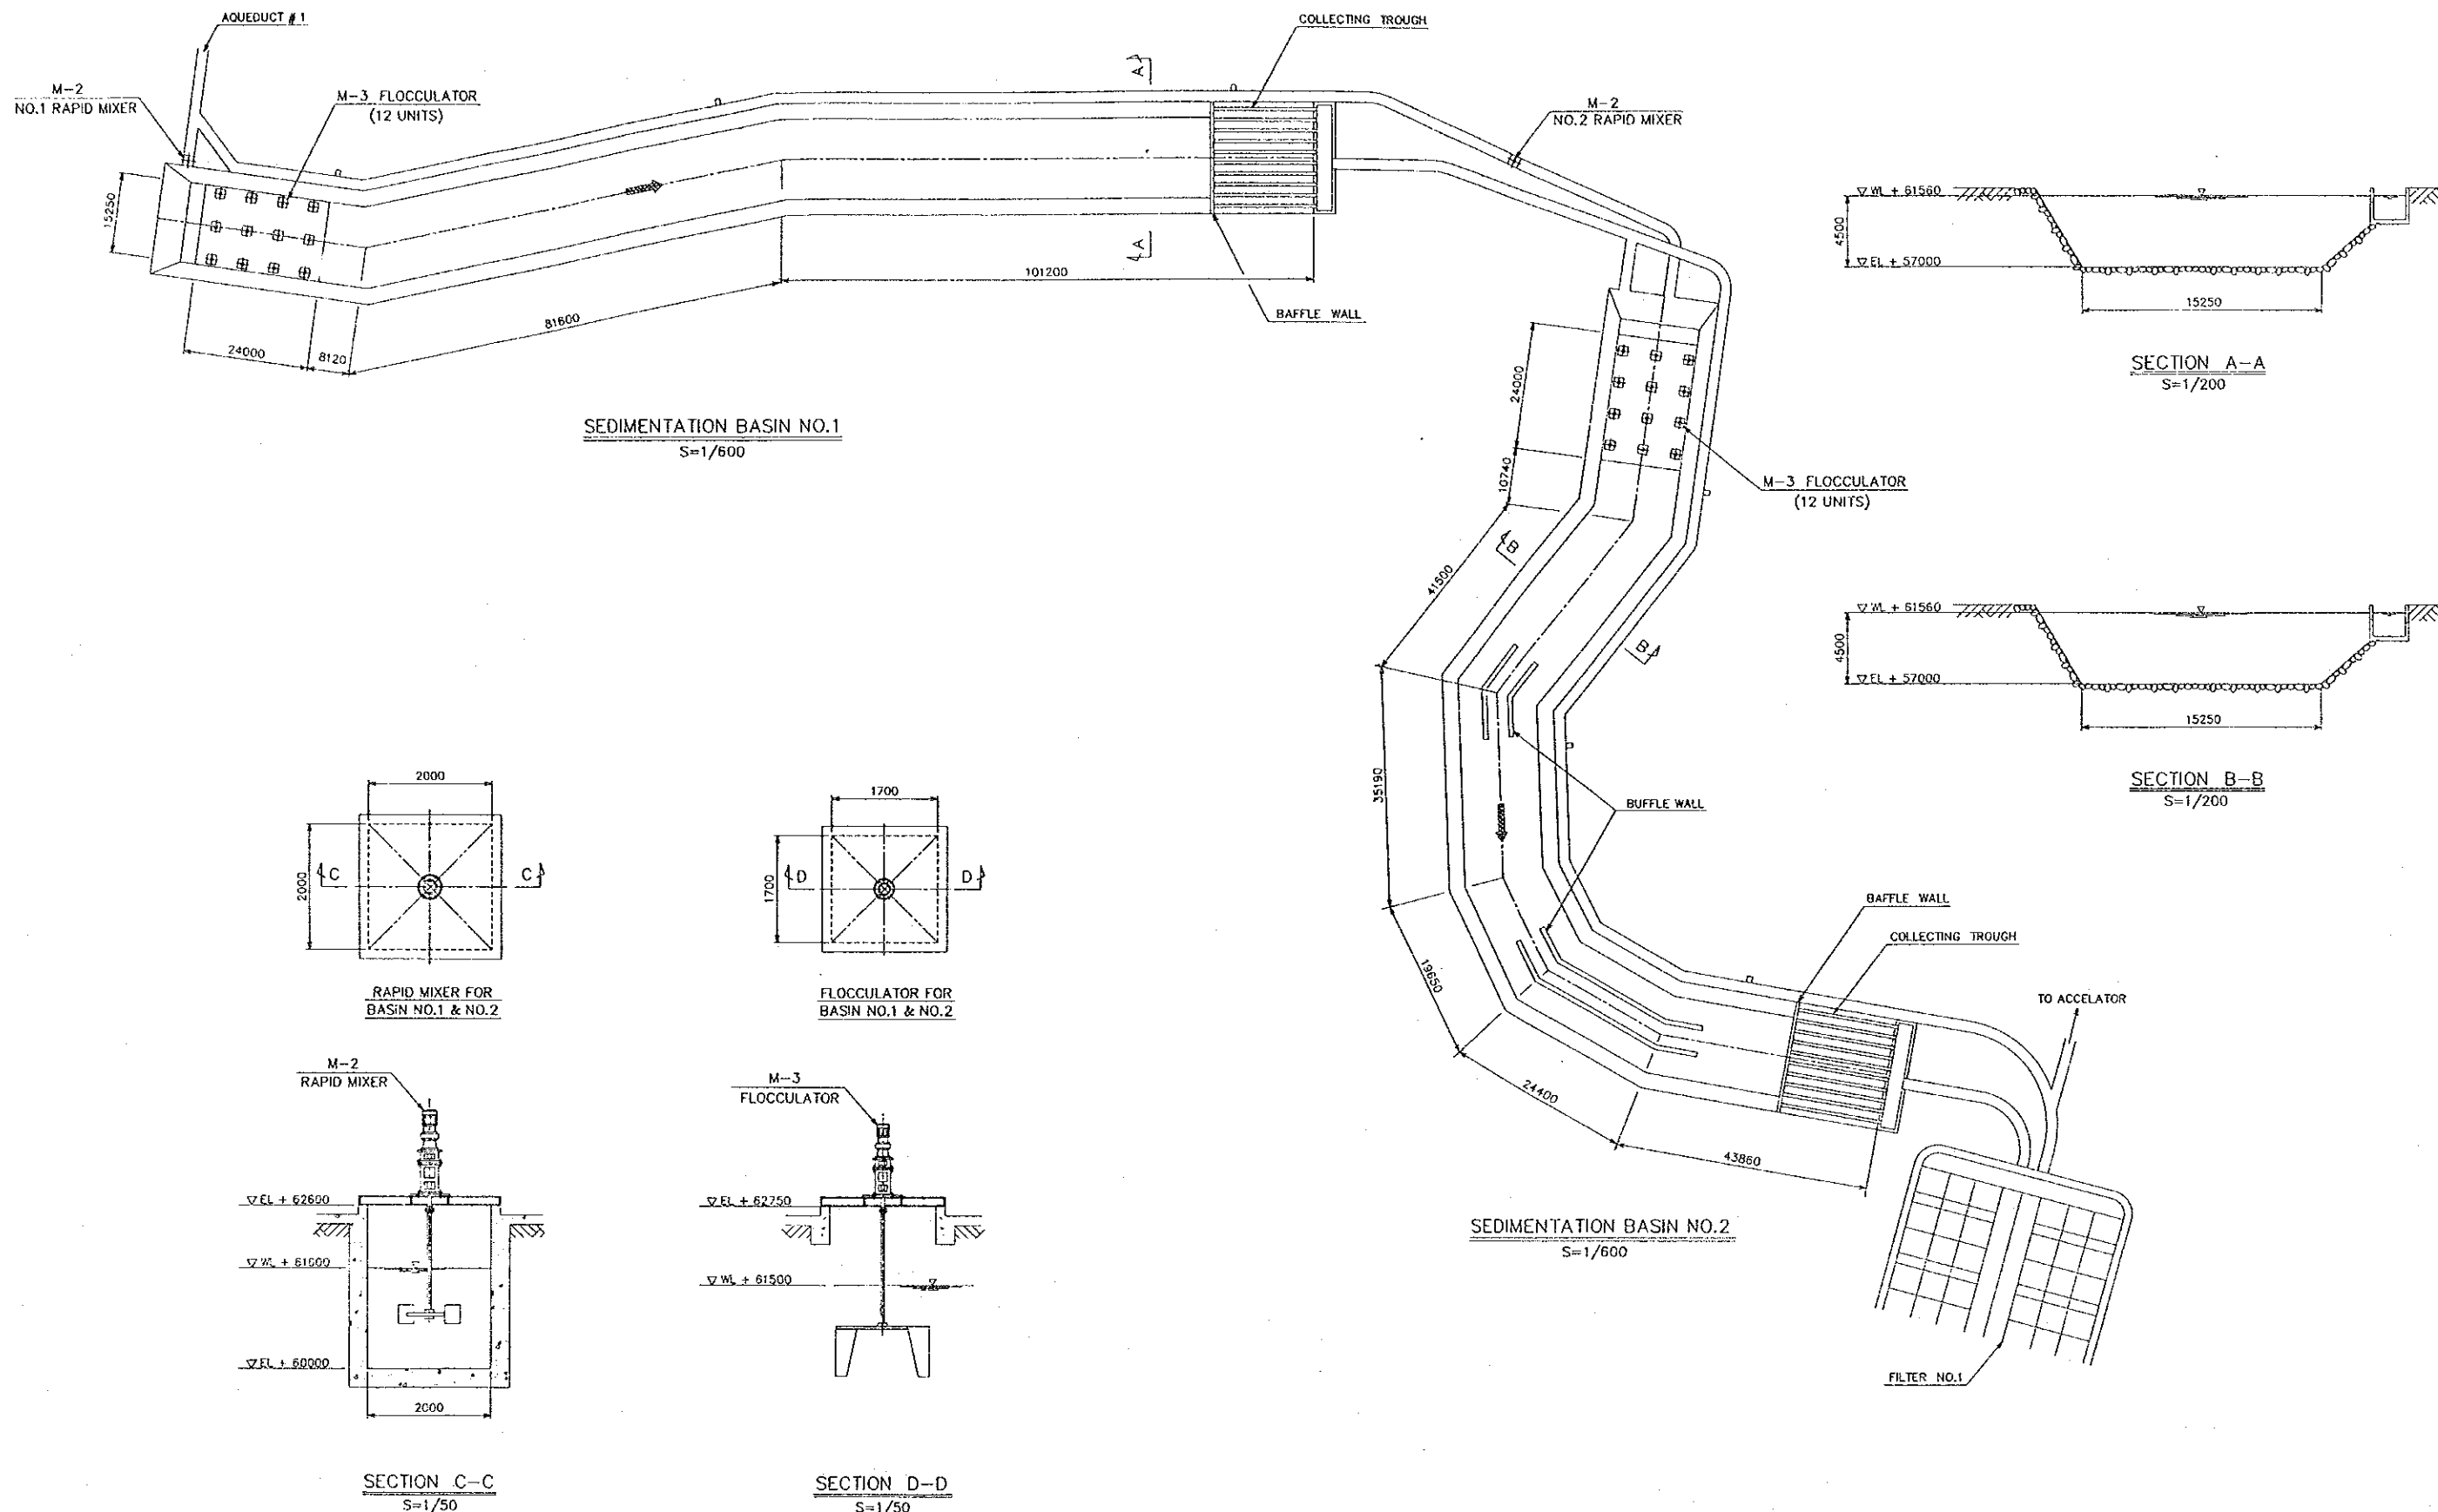 AQUEDUCT #1
COLLECTING TROUGH
M-2
NO.1 RAPID MIXER
M-3 FLOCCULATOR
(12 UNITS)
A
M-2
NO.2 RAPID MIXER
15250
A
101200
BAFFLE WALL
81600
24000
8120
SEDIMENTATION BASIN NO.1
S=1/600
▽ WL + 61560
4500
▽ EL + 57000
15250
SECTION A-A
S=1/200
24000
10740
M-3 FLOCCULATOR
(12 UNITS)
B
41600
B
35190
BUFFLE WALL
▽ WL + 61560
4500
▽ EL + 57000
15250
SECTION B-B
S=1/200
2000
2000
C
C
RAPID MIXER FOR
BASIN NO.1 & NO.2
1700
1700
D
D
FLOCCULATOR FOR
BASIN NO.1 & NO.2
BAFFLE WALL
COLLECTING TROUGH
19650
24400
43860
TO ACCELATOR
SEDIMENTATION BASIN NO.2
S=1/600
FILTER NO.1
M-2
RAPID MIXER
▽ EL + 62600
▽ WL + 61600
▽ EL + 60000
2000
SECTION C-C
S=1/50
M-3
FLOCCULATOR
▽ EL + 62750
▽ WL + 61500
SECTION D-D
S=1/50